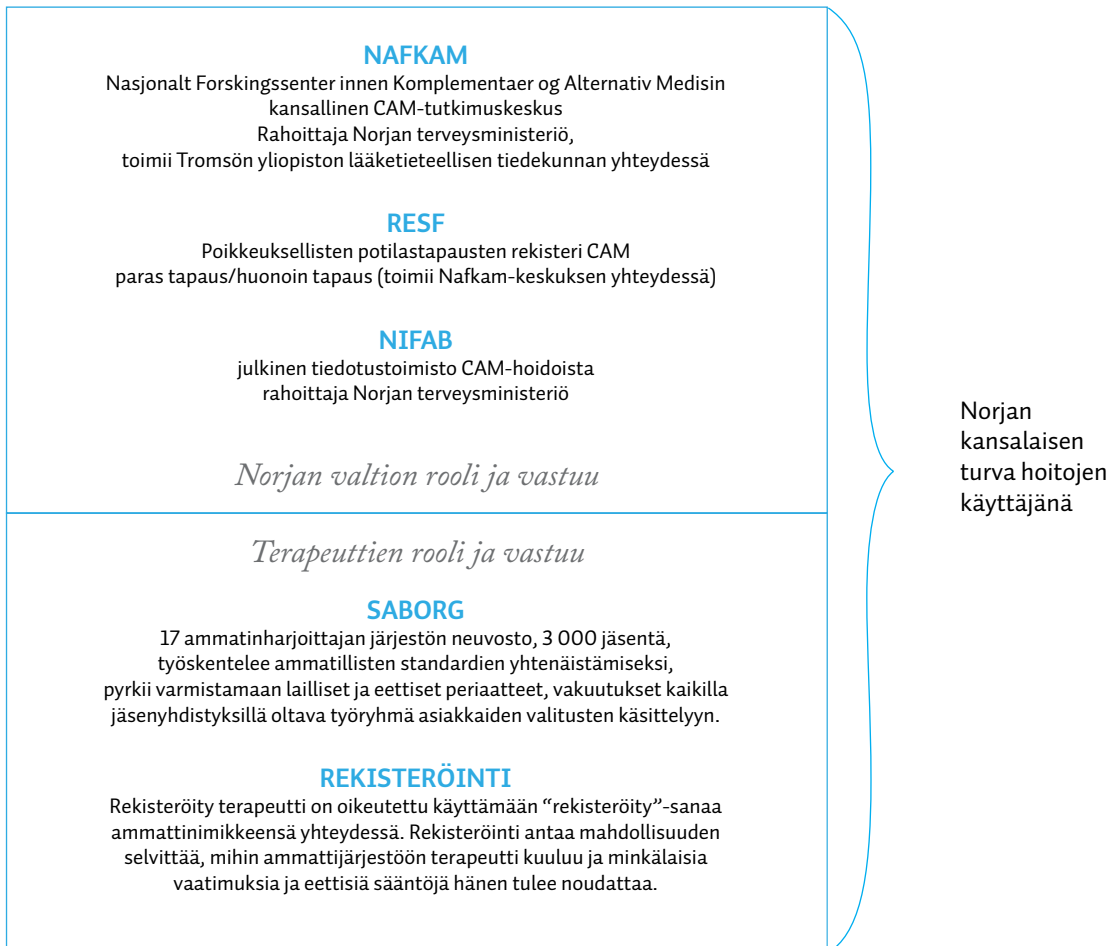 NAFKAM
Nasjonalt Forskingssenter innen Komplementaer og Alternativ Medisin
kansallinen CAM-tutkimuskeskus
Rahoittaja Norjan terveysministeriö,
toimii Tromsön yliopiston lääketieteellisen tiedekunnan yhteydessä
RESF
Poikkeuksellisten potilastapausten rekisteri CAM
paras tapaus/huonoin tapaus (toimii Nafkam-keskuksen yhteydessä)
NIFAB
julkinen tiedotustoimisto CAM-hoidoista
rahoittaja Norjan terveysministeriö
Norjan valtion rooli ja vastuu
Terapeuttien rooli ja vastuu
SABORG
17 ammatinharjoittajan järjestön neuvosto, 3 000 jäsentä,
työskentelee ammatillisten standardien yhtenäistämiseksi,
pyrkii varmistamaan lailliset ja eettiset periaatteet, vakuutukset kaikilla
jäsenyhdistyksillä oltava työryhmä asiakkaiden valitusten käsittelyyn.
REKISTERÖINTI
Rekisteröity terapeutti on oikeutettu käyttämään “rekisteröity”-sanaa
ammattinimikkeensä yhteydessä. Rekisteröinti antaa mahdollisuuden
selvittää, mihin ammattijärjestöön terapeutti kuuluu ja minkälaisia
vaatimuksia ja eettisiä sääntöjä hänen tulee noudattaa.
Norjan
kansalaisen
turva hoitojen
käyttäjänä